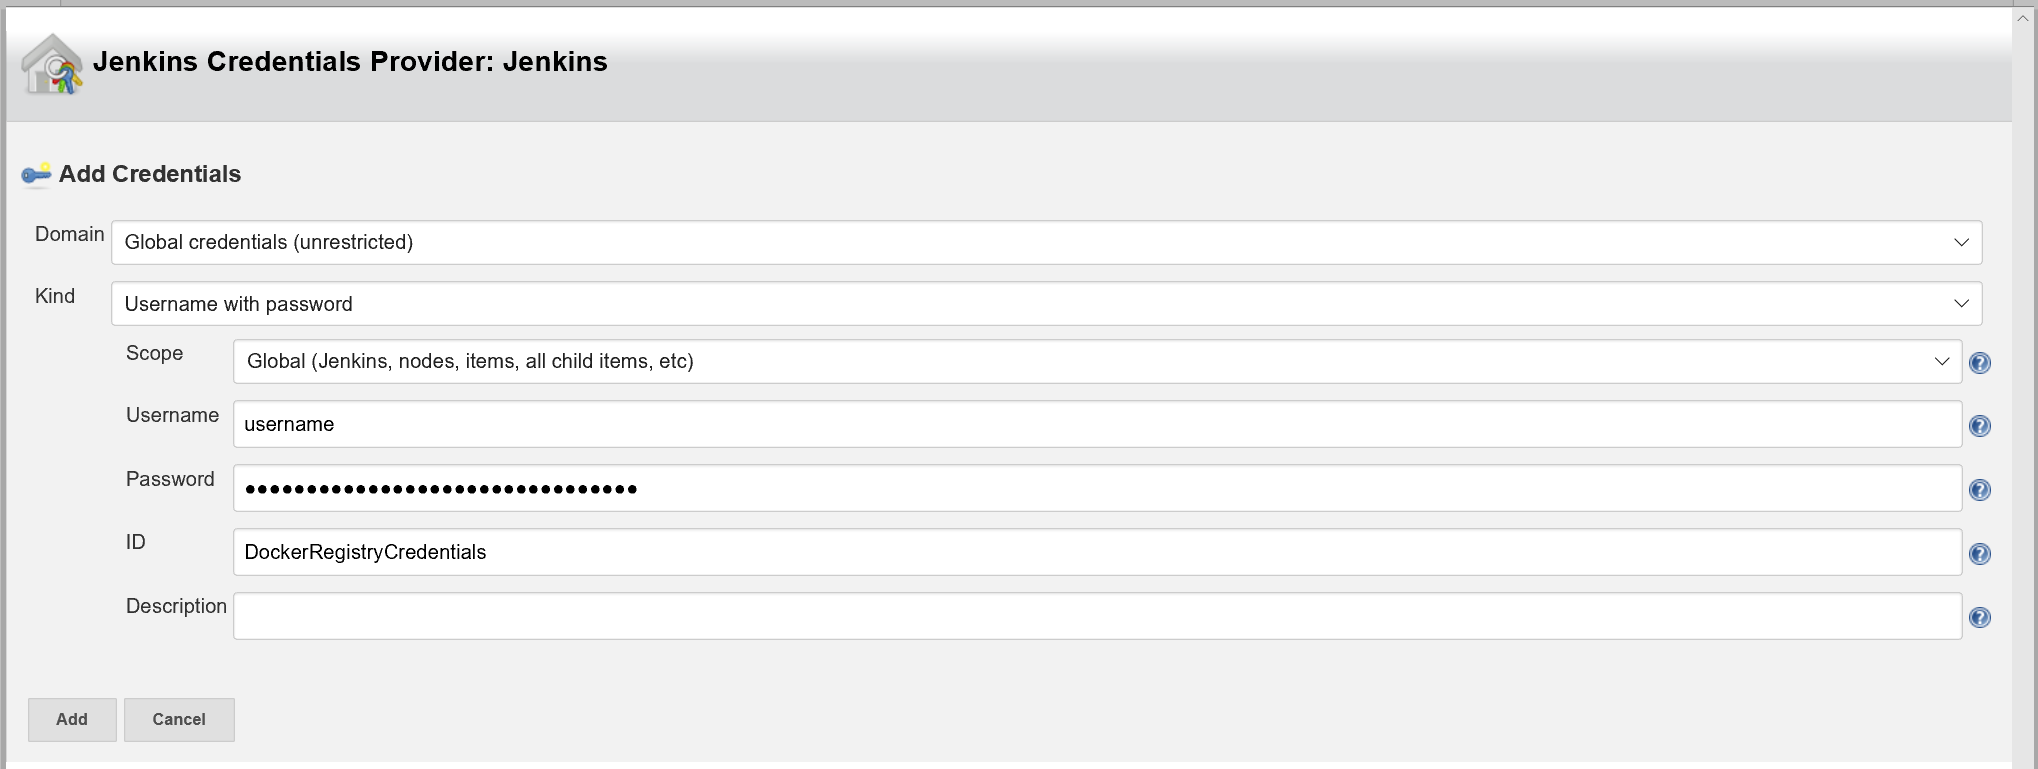 Jenkins Credentials Provider: Jenkins
Add Credentials
Domain Global credentials (unrestricted)
Kind Username with password
Scope Global (Jenkins, nodes, items, all child items, etc)
Username username
Password ••••••••••••••••••••••••••••••••
ID DockerRegistryCredentials
Description
Add Cancel